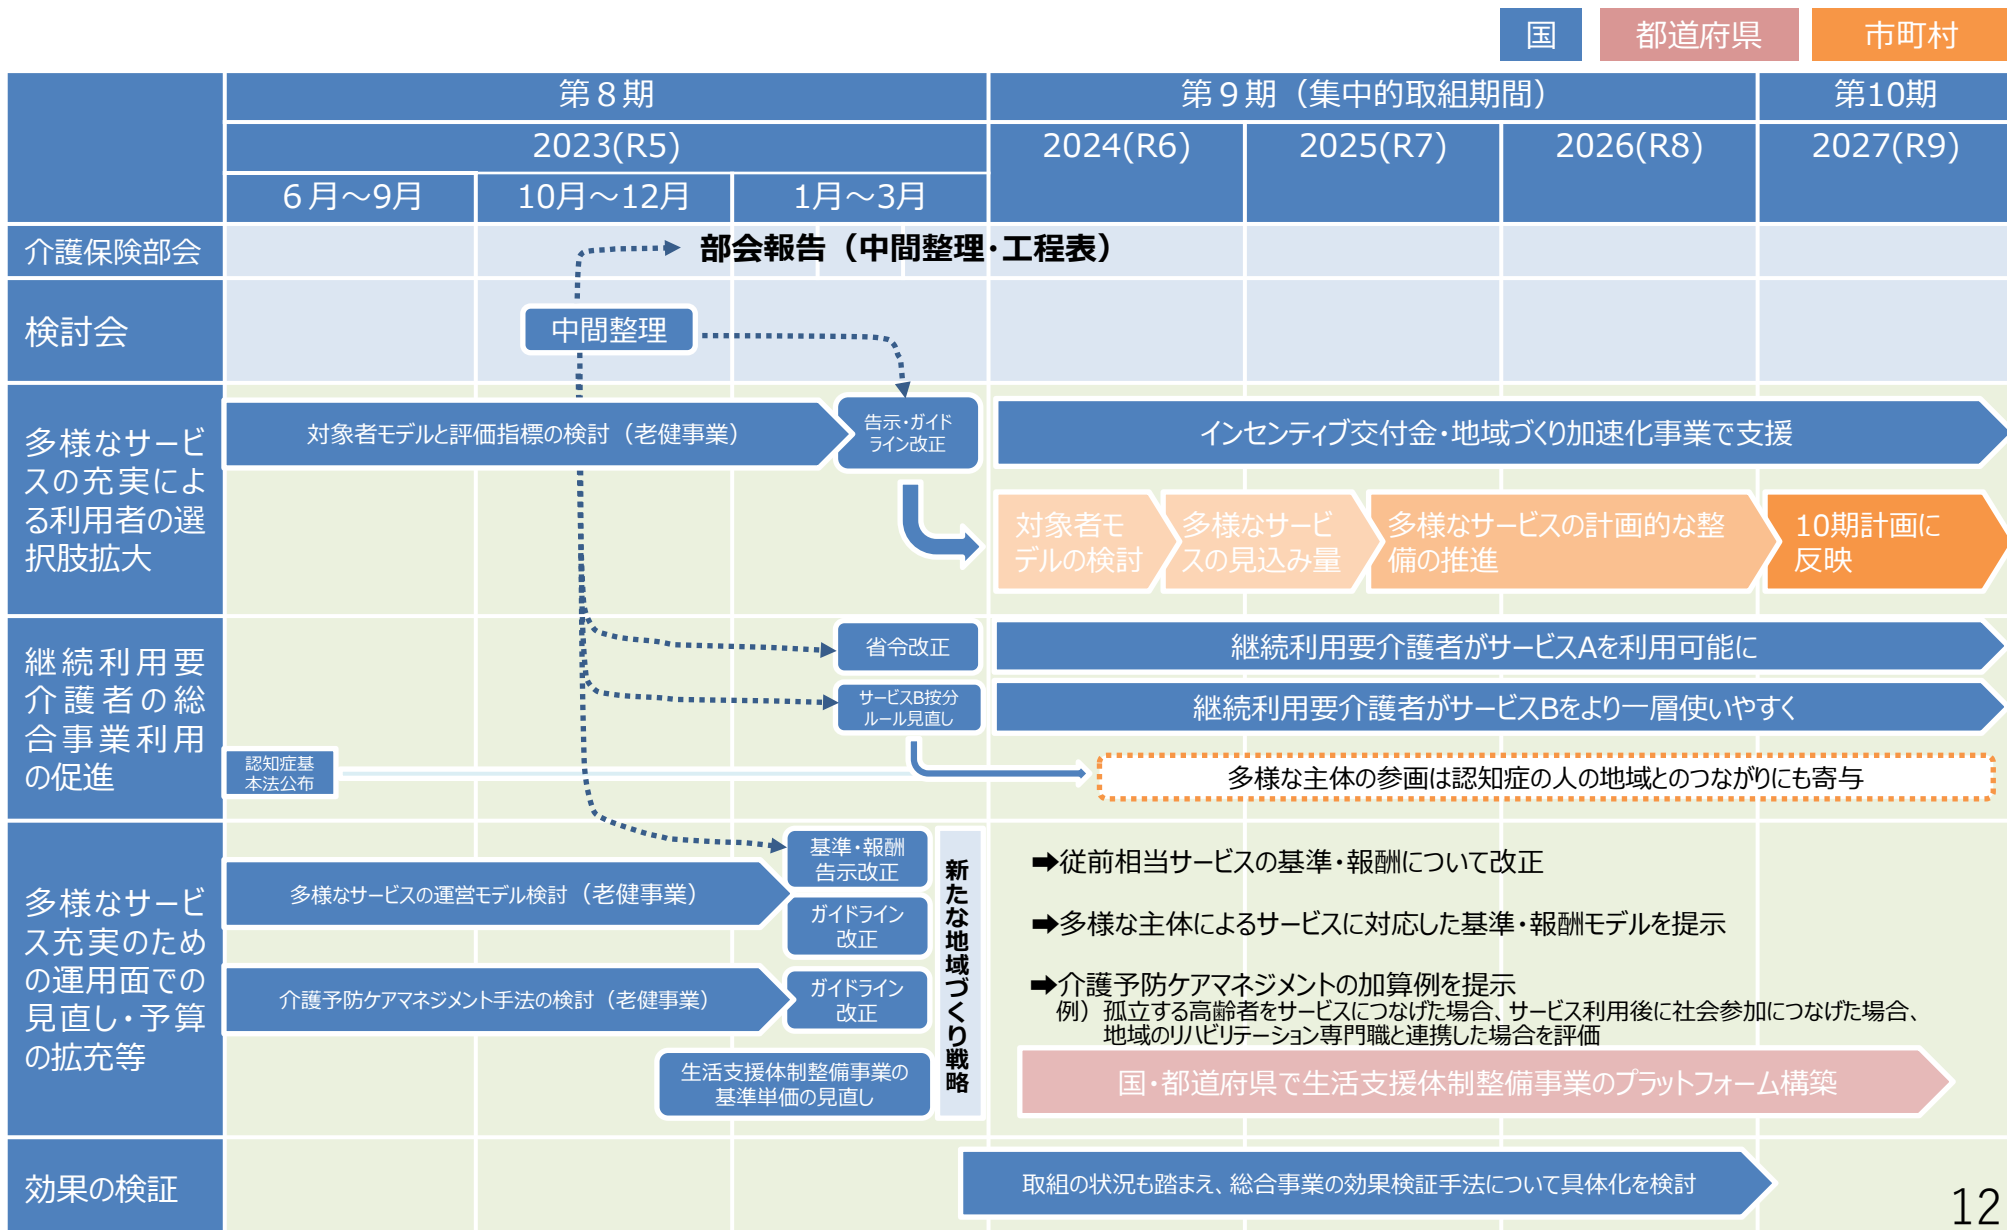 国
都道府県
市町村
第８期
第９期（集中的取組期間）
第10期
2023(R5)
2024(R6)
2025(R7)
2026(R8)
2027(R9)
６月～9月
10月～12月
1月～3月
介護保険部会
部会報告（中間整理・工程表）
検討会
中間整理
多様なサービ
スの充実によ
る利用者の選
択肢拡大
対象者モデルと評価指標の検討（老健事業）
告示・ガイド
ライン改正
インセンティブ交付金・地域づくり加速化事業で支援
対象者モ
デルの検討
多様なサービ
スの見込み量
多様なサービスの計画的な整
備の推進
10期計画に
反映
継続利用要
介護者の総
合事業利用
の促進
省令改正
継続利用要介護者がサービスAを利用可能に
サービスB按分
ルール見直し
継続利用要介護者がサービスBをより一層使いやすく
認知症基
本法公布
多様な主体の参画は認知症の人の地域とのつながりにも寄与
多様なサービ
ス充実のため
の運用面での
見直し・予算
の拡充等
多様なサービスの運営モデル検討（老健事業）
基準・報酬
告示改正
ガイドライン
改正
介護予防ケアマネジメント手法の検討（老健事業）
ガイドライン
改正
生活支援体制整備事業の
基準単価の見直し
新たな地域づくり戦略
➡従前相当サービスの基準・報酬について改正
➡多様な主体によるサービスに対応した基準・報酬モデルを提示
➡介護予防ケアマネジメントの加算例を提示
例）孤立する高齢者をサービスにつなげた場合、サービス利用後に社会参加につなげた場合、
地域のリハビリテーション専門職と連携した場合を評価
国・都道府県で生活支援体制整備事業のプラットフォーム構築
効果の検証
取組の状況も踏まえ、総合事業の効果検証手法について具体化を検討
12